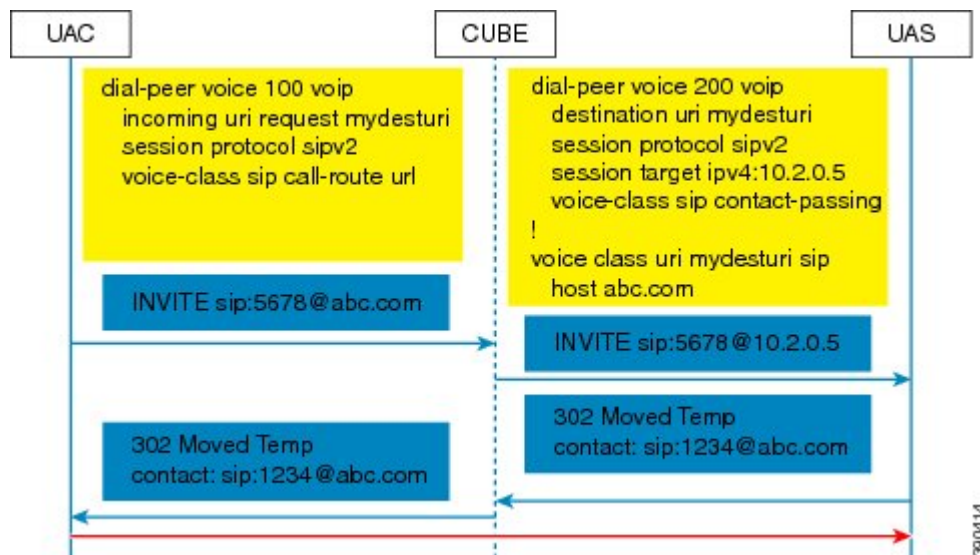 UAC
CUBE
UAS
dial-peer voice 100 voip
incoming uri request mydesturi
session protocol sipv2
voice-class sip call-route url
dial-peer voice 200 voip
destination uri mydesturi
session protocol sipv2
session target ipv4:10.2.0.5
voice-class sip contact-passing
!
voice class uri mydesturi sip
host abc.com
INVITE sip:5678@abc.com
INVITE sip:5678@10.2.0.5
302 Moved Temp
contact: sip:1234@abc.com
302 Moved Temp
contact: sip:1234@abc.com